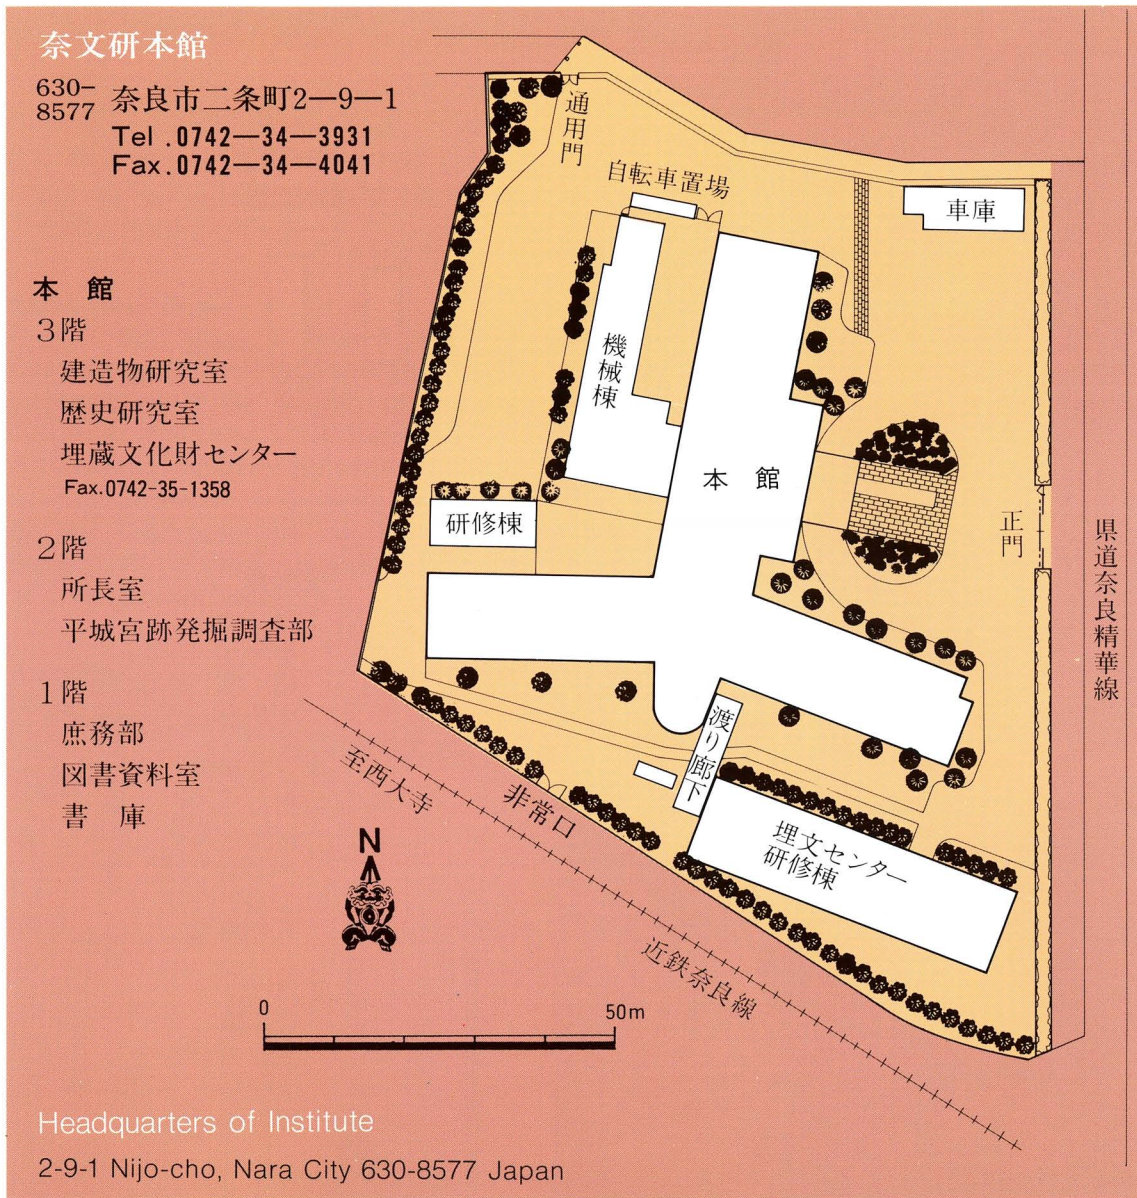 奈文研本館
630-
8577
奈良市二条町2—9—1
Tel .0742—34—3931
Fax.0742—34—4041
本 館
3階
建造物研究室
歴史研究室
埋蔵文化財センター
Fax.0742-35-1358
2階
所長室
平城宮跡発掘調査部
1階
庶務部
図書資料室
書 庫
通用門
自転車置場
車庫
機械棟
本 館
研修棟
正門
県道奈良精華線
渡り廊下
埋文センター
研修棟
至西大寺
非常口
近鉄奈良線
N
0
50m
Headquarters of Institute
2-9-1 Nijo-cho, Nara City 630-8577 Japan